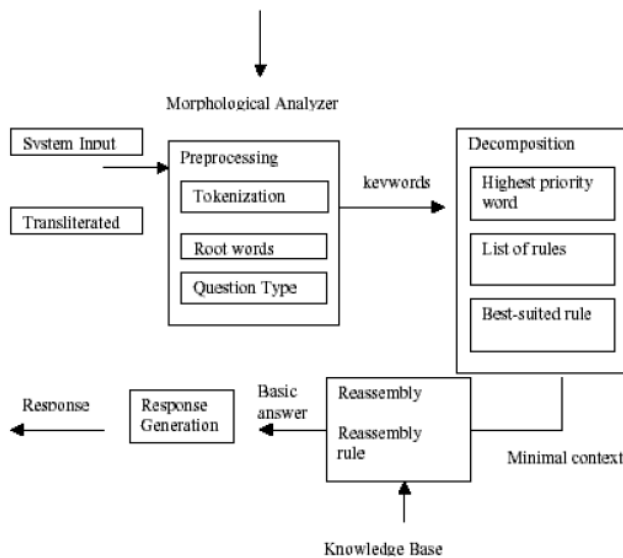 Morphological Analyzer
System Input
Preprocessing
Tokenization
Root words
Question Type
Transliterated
keywords
Decomposition
Highest priority
word
List of rules
Best-suited rule
Response
Response
Generation
Basic
answer
Reassembly
Reassembly
rule
Minimal context
Knowledge Base